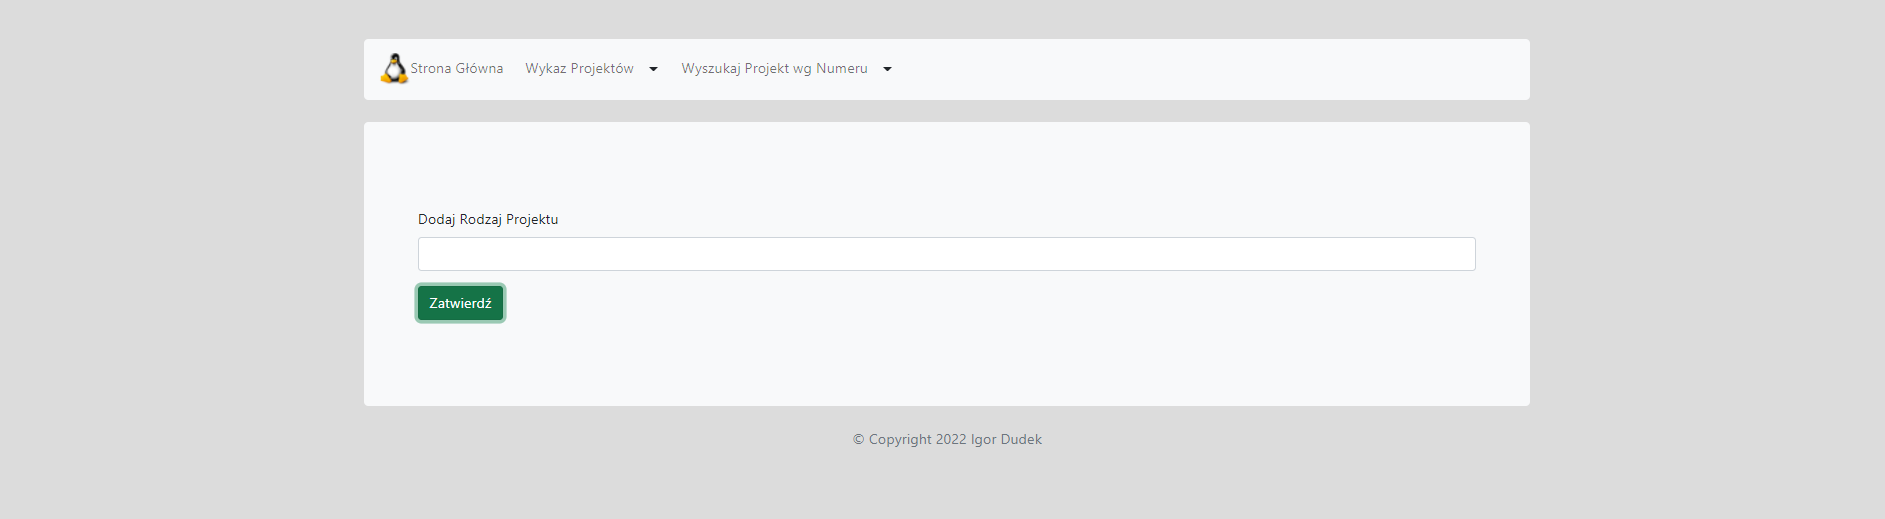 Strona Główna Wykaz Projektów Wyszukaj Projekt wg Numeru
Dodaj Rodzaj Projektu
Zatwierdź
© Copyright 2022 Igor Dudek